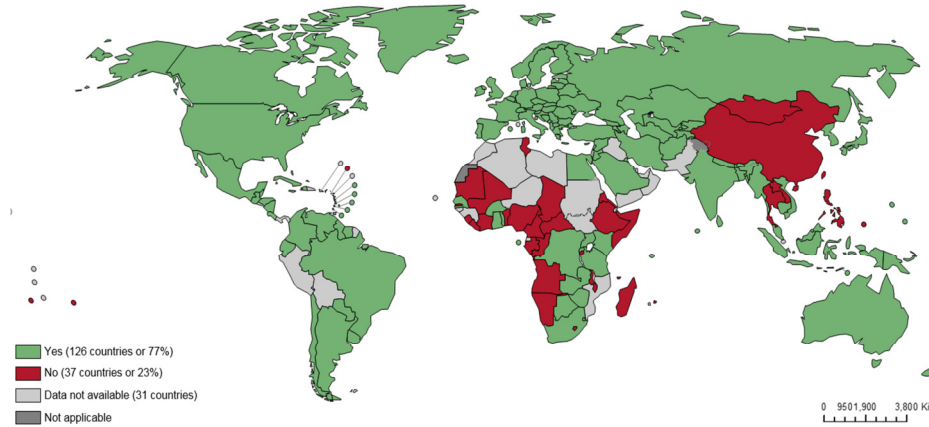 Yes (126 countries or 77%)
No (37 countries or 23%)
Data not available (31 countries)
Not applicable
0 9501,900 3,800 Ki